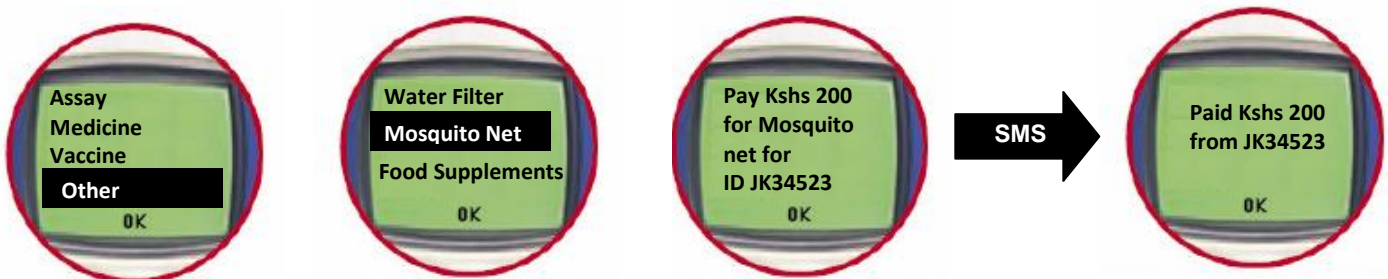 Assay
Medicine
Vaccine
Other
OK
Water Filter
Mosquito Net
Food Supplements
OK
Pay Kshs 200
for Mosquito
net for
ID JK34523
OK
SMS
Paid Kshs 200
from JK34523
OK